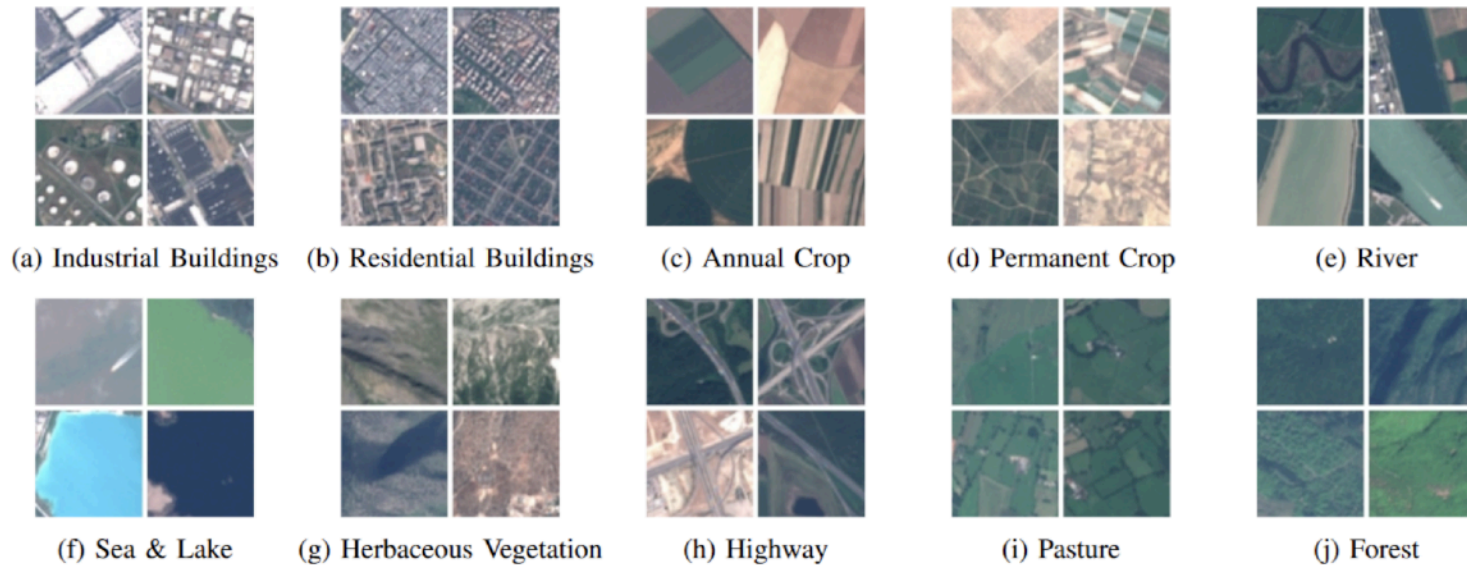 (a) Industrial Buildings
(b) Residential Buildings
(c) Annual Crop
(d) Permanent Crop
(e) River
(f) Sea & Lake
(g) Herbaceous Vegetation
(h) Highway
(i) Pasture
(j) Forest